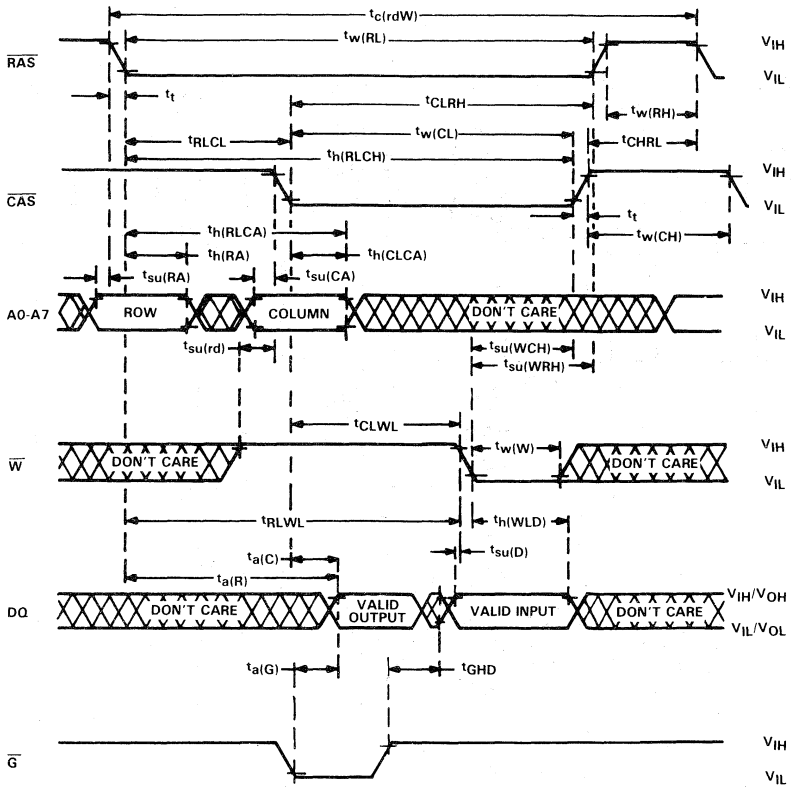 tc(rdW)
tw(RL)
VIH
RAS
VIL
tt
tCLRH
tw(RH)
tRLCL
tw(CL)
tCHRL
th(RLCH)
VIH
CAS
VIL
th(RLCA)
tt
th(RA)
th(CLCA)
tw(CH)
tsu(RA)
tsu(CA)
A0-A7
ROW
COLUMN
DON'T CARE
VIH
VIL
tsu(rd)
tsu(WCH)
tsu(WRH)
tCLWL
tw(W)
VIH
W
DON'T CARE
DON'T CARE
VIL
tRLWL
th(WLD)
tsu(D)
ta(C)
ta(R)
VIH/VOH
DQ
DON'T CARE
VALID
OUTPUT
VALID INPUT
DON'T CARE
VIL/VOL
ta(G)
tGHD
VIH
G
VIL